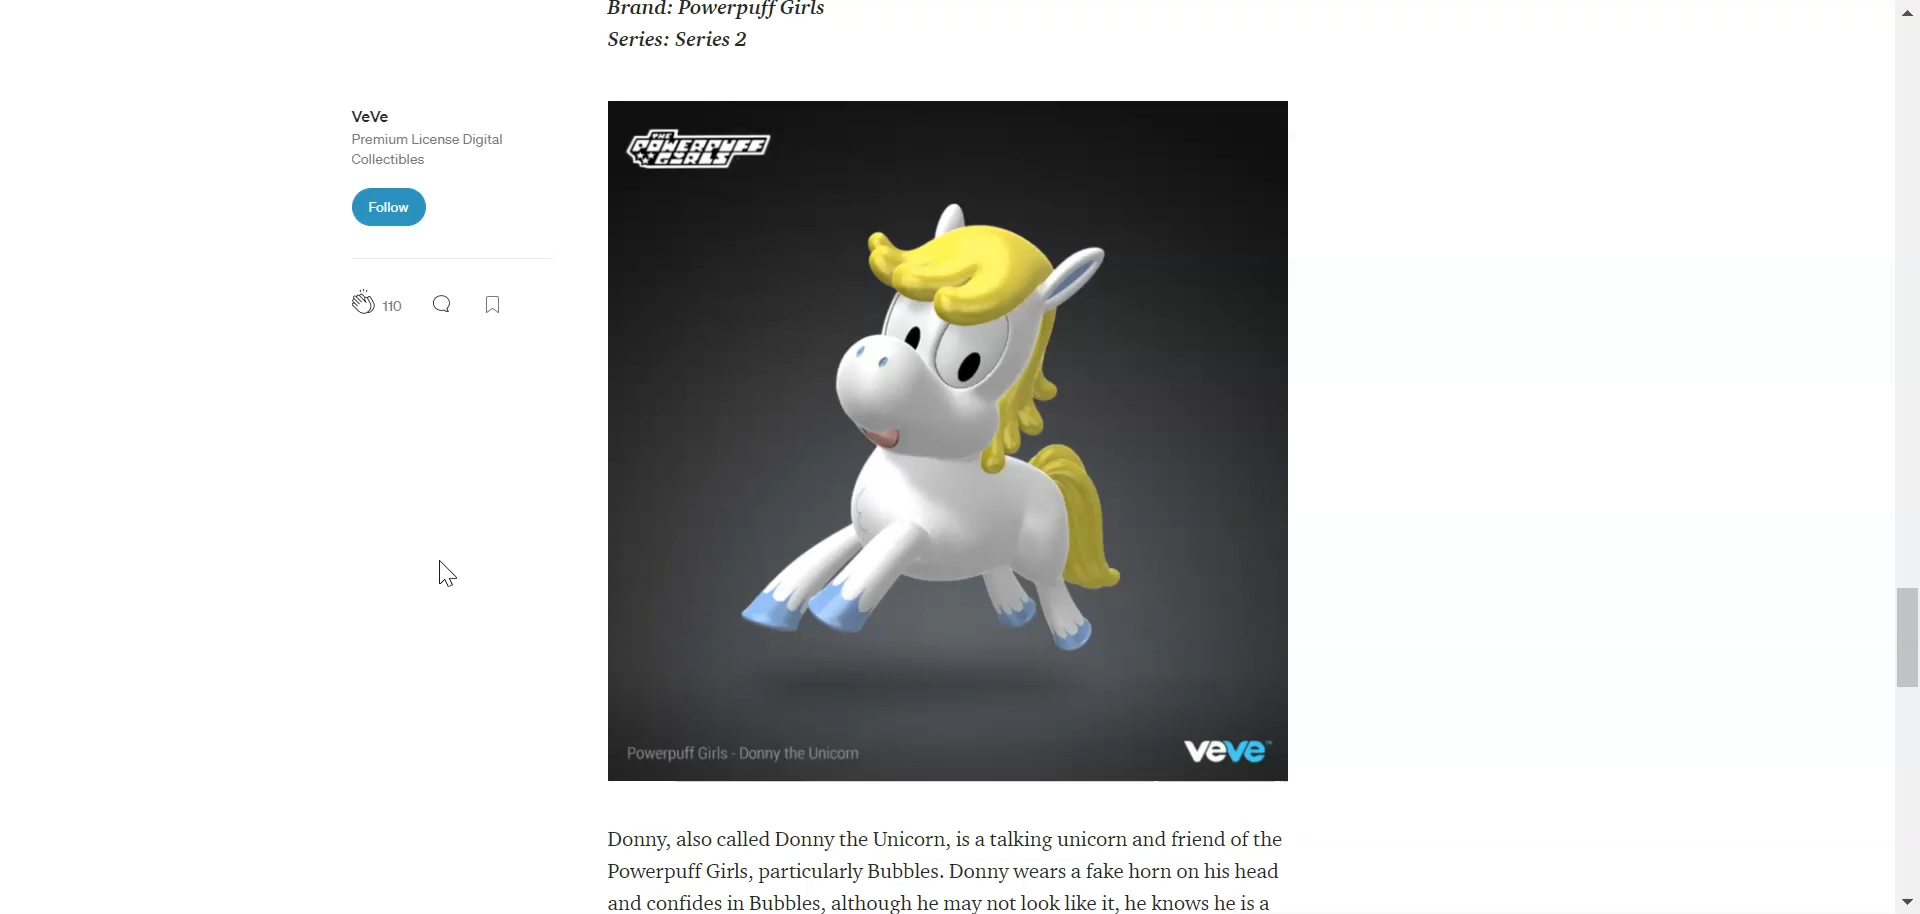 Brand: Powerpuff Girls
Series: Series 2
VeVe
Premium License Digital
Collectibles
Follow
110
THE
POWERPUFF
GIRLS
Powerpuff Girls - Donny the Unicorn
veve™
Donny, also called Donny the Unicorn, is a talking unicorn and friend of the
Powerpuff Girls, particularly Bubbles. Donny wears a fake horn on his head
and confides in Bubbles, although he may not look like it, he knows he is a